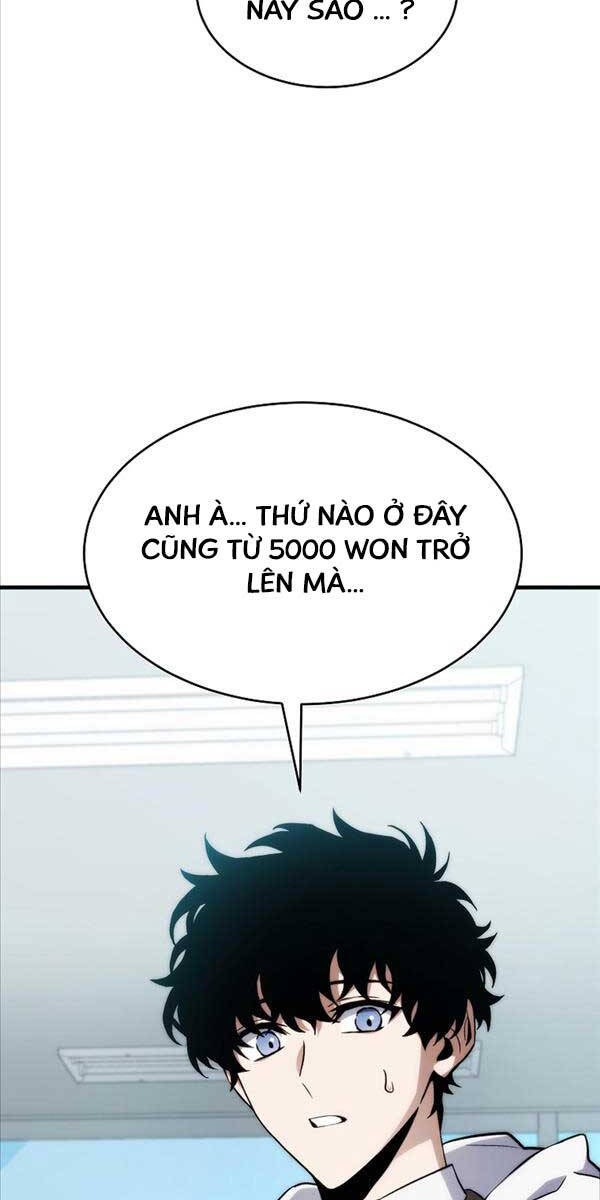 NÀY SAO ... ?
ANH À... THỨ NÀO Ở ĐÂY
CŨNG TỪ 5000 WON TRỞ
LÊN MÀ...